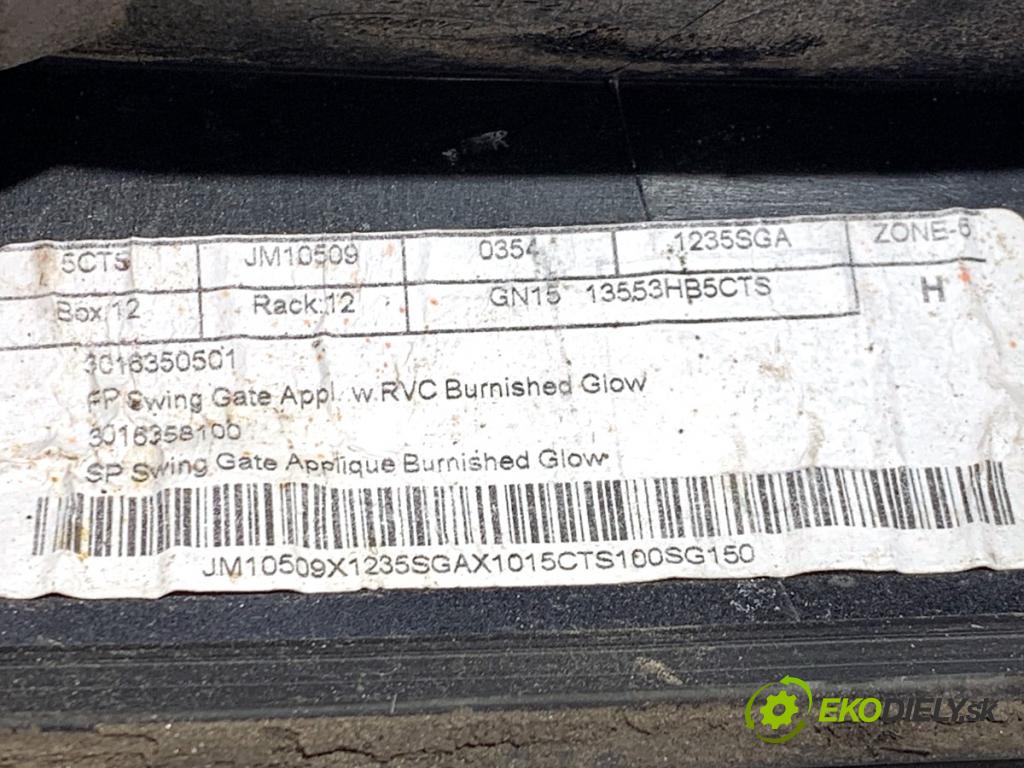 5CTS JM10509 0354 1235SGA ZONE-6
Box 12 Rack 12 GN15 13553HB5CTS H
3016350501
FP Swing Gate Appl. w.RVC Burnished Glow
3016358100
SP Swing Gate Applique Burnished Glow
JM10509X1235SGAX1015CTS100SG150
EKODIELY.sk